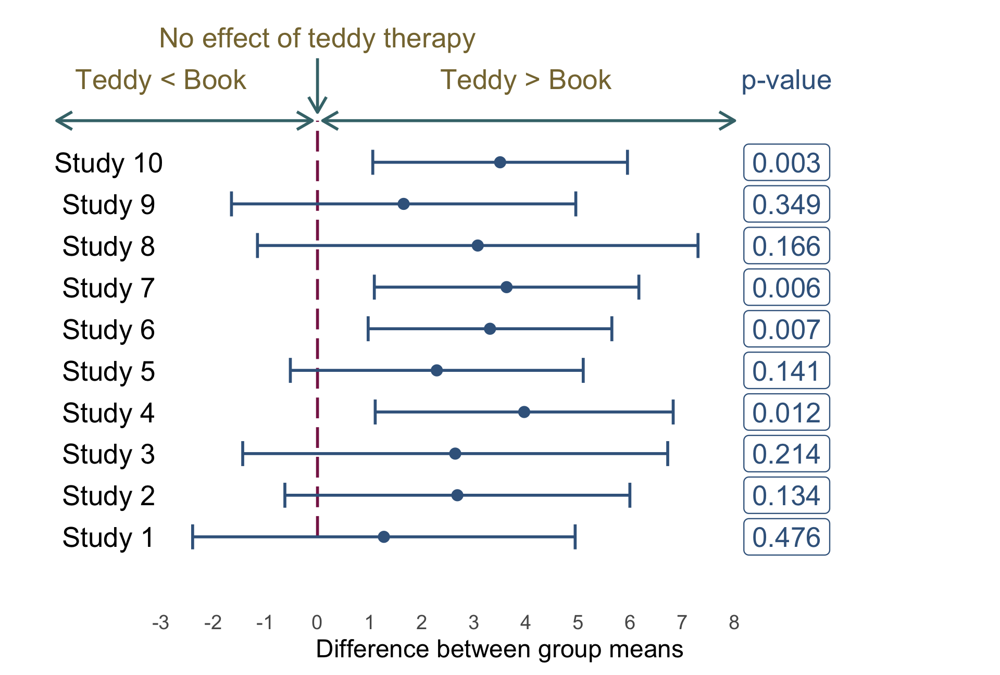 No effect of teddy therapy
Teddy < Book Teddy > Book p-value
Study 10 0.003
Study 9 0.349
Study 8 0.166
Study 7 0.006
Study 6 0.007
Study 5 0.141
Study 4 0.012
Study 3 0.214
Study 2 0.134
Study 1 0.476
-3 -2 -1 0 1 2 3 4 5 6 7 8
Difference between group means